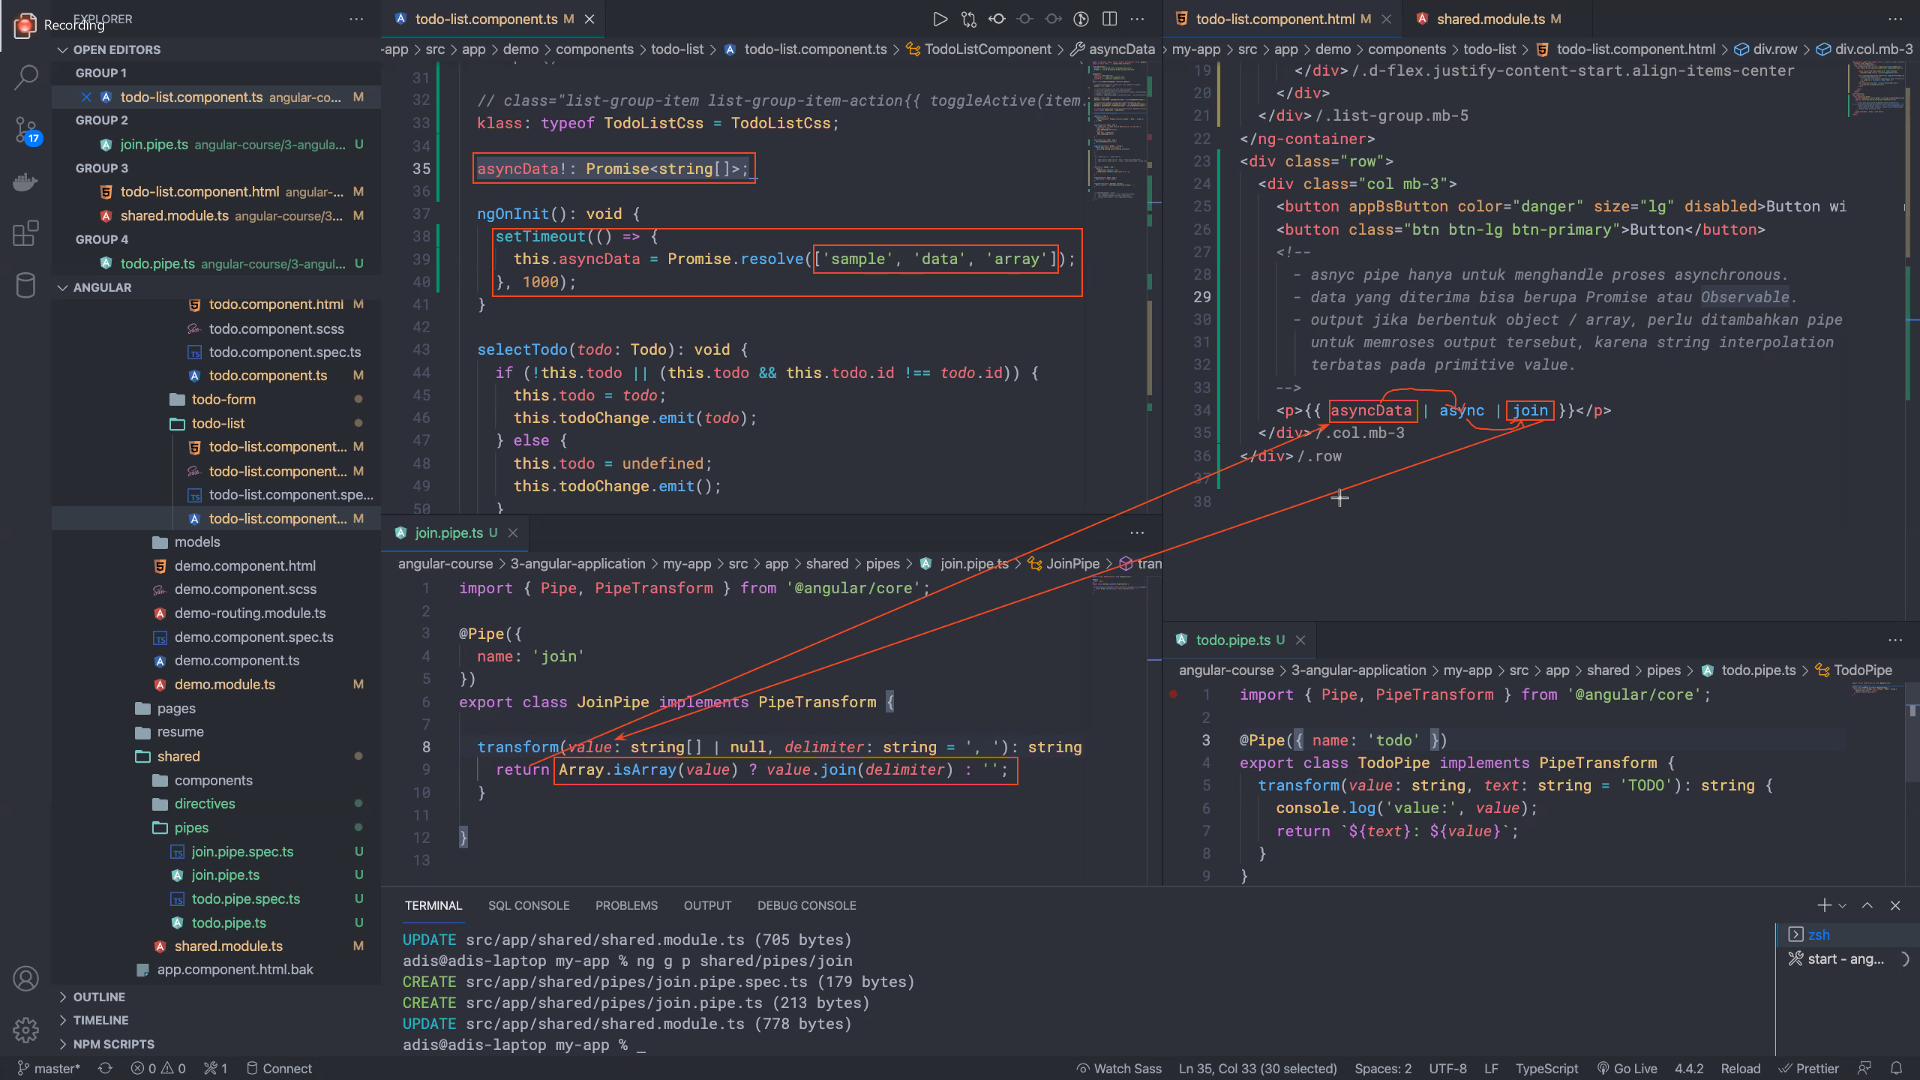 Recording
EXPLORER
OPEN EDITORS
GROUP 1
todo-list.component.ts angular-co... M
GROUP 2
join.pipe.ts angular-course/3-angula... U
GROUP 3
todo-list.component.html angular-... M
shared.module.ts angular-course/3... M
GROUP 4
todo.pipe.ts angular-course/3-angul... U
ANGULAR
todo.component.html M
todo.component.scss
todo.component.spec.ts
todo.component.ts M
todo-form
todo-list
todo-list.component.... M
todo-list.component.... M
todo-list.component.spe...
todo-list.component.... M
models
demo.component.html
demo.component.scss
demo-routing.module.ts
demo.component.spec.ts
demo.component.ts
demo.module.ts M
pages
resume
shared
components
directives
pipes
join.pipe.spec.ts U
join.pipe.ts U
todo.pipe.spec.ts U
todo.pipe.ts U
shared.module.ts M
app.component.html.bak
OUTLINE
TIMELINE
NPM SCRIPTS
17
todo-list.component.ts M
-app > src > app > demo > components > todo-list > todo-list.component.ts > TodoListComponent > asyncData
31
32 // class="list-group-item list-group-item-action{{ toggleActive(item.
33 klass: typeof TodoListCss = TodoListCss;
34
35 asyncData!: Promise<string[]>;
36
37 ngOnInit(): void {
38 setTimeout(() => {
39 this.asyncData = Promise.resolve(['sample', 'data', 'array']);
40 }, 1000);
41 }
42
43 selectTodo(todo: Todo): void {
44 if (!this.todo || (this.todo && this.todo.id !== todo.id)) {
45 this.todo = todo;
46 this.todoChange.emit(todo);
47 } else {
48 this.todo = undefined;
49 this.todoChange.emit();
50 }
join.pipe.ts U
angular-course > 3-angular-application > my-app > src > app > shared > pipes > join.pipe.ts > JoinPipe > tran
1 import { Pipe, PipeTransform } from '@angular/core';
2
3 @Pipe({
4 name: 'join'
5 })
6 export class JoinPipe implements PipeTransform {
7
8 transform(value: string[] | null, delimiter: string = ', '): string
9 return Array.isArray(value) ? value.join(delimiter) : '';
10 }
11
12 }
13
todo-list.component.html M
shared.module.ts M
my-app > src > app > demo > components > todo-list > todo-list.component.html > div.row > div.col.mb-3
19 </div>/.d-flex.justify-content-start.align-items-center
20 </div>
21 </div>/.list-group.mb-5
22 </ng-container>
23 <div class="row">
24 <div class="col mb-3">
25 <button appBsButton color="danger" size="lg" disabled>Button wi
26 <button class="btn btn-lg btn-primary">Button</button>
27 <!--
28 - asnyc pipe hanya untuk menghandle proses asynchronous.
29 - data yang diterima bisa berupa Promise atau Observable.
30 - output jika berbentuk object / array, perlu ditambahkan pipe
31 untuk memroses output tersebut, karena string interpolation
32 terbatas pada primitive value.
33 -->
34 <p>{{ asyncData | async | join }}</p>
35 </div>/.col.mb-3
36 </div>/.row
37
38
todo.pipe.ts U
angular-course > 3-angular-application > my-app > src > app > shared > pipes > todo.pipe.ts > TodoPipe
1 import { Pipe, PipeTransform } from '@angular/core';
2
3 @Pipe({ name: 'todo' })
4 export class TodoPipe implements PipeTransform {
5 transform(value: string, text: string = 'TODO'): string {
6 console.log('value:', value);
7 return `${text}: ${value}`;
8 }
9 }
TERMINAL SQL CONSOLE PROBLEMS OUTPUT DEBUG CONSOLE
UPDATE src/app/shared/shared.module.ts (705 bytes)
adis@adis-laptop my-app % ng g p shared/pipes/join
CREATE src/app/shared/pipes/join.pipe.spec.ts (179 bytes)
CREATE src/app/shared/pipes/join.pipe.ts (213 bytes)
UPDATE src/app/shared/shared.module.ts (778 bytes)
adis@adis-laptop my-app % _
zsh
start - ang...
master* 0 0 1 Connect Watch Sass Ln 35, Col 33 (30 selected) Spaces: 2 UTF-8 LF TypeScript Go Live 4.4.2 Reload Prettier